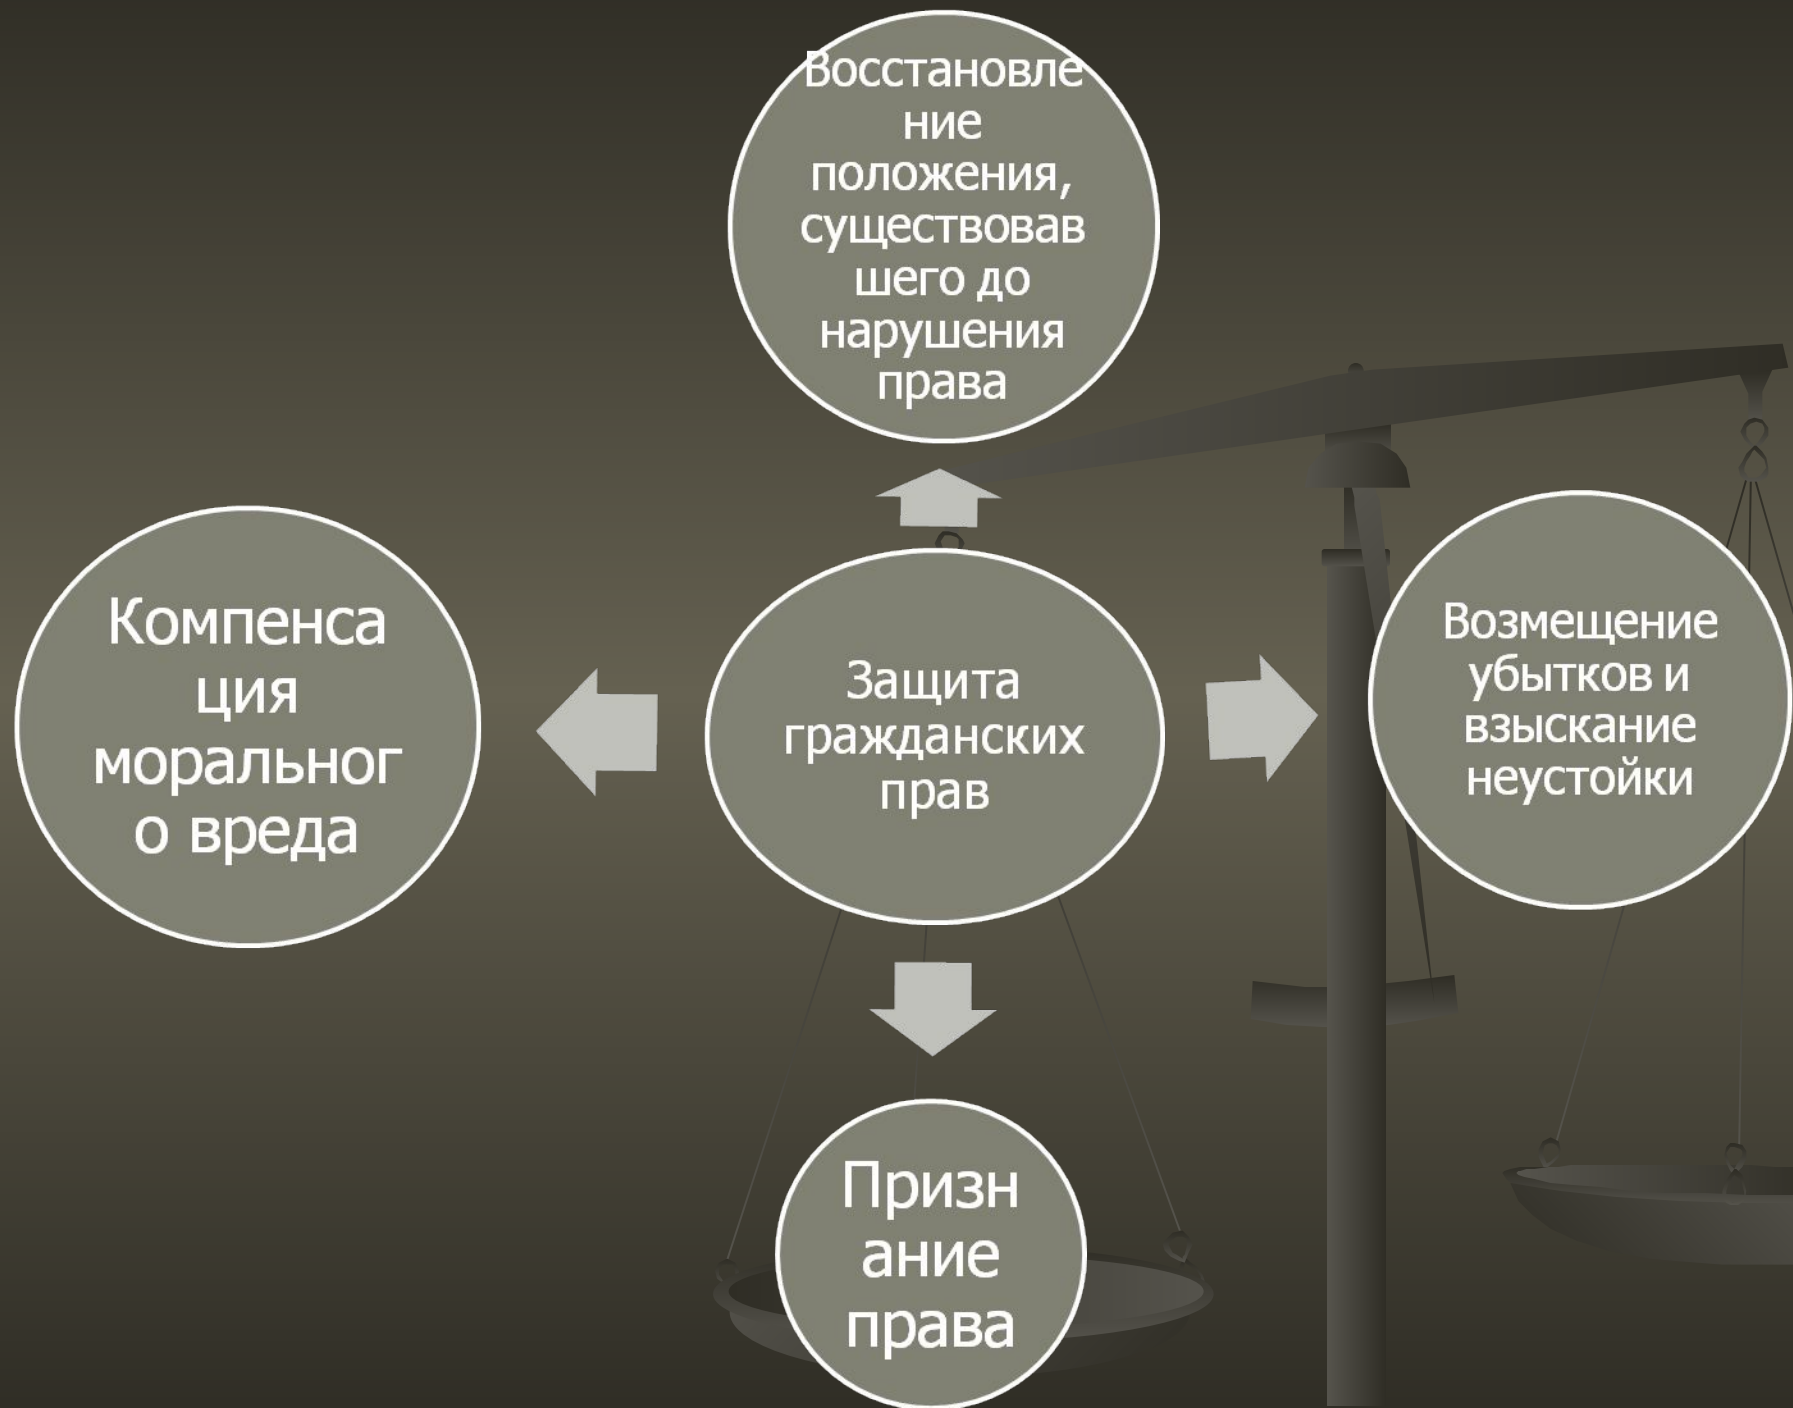 Восстановле
ние
положения,
существовав
шего до
нарушения
права
Компенса
ция
моральног
о вреда
Защита
гражданских
прав
Возмещение
убытков и
взыскание
неустойки
Призн
ание
права